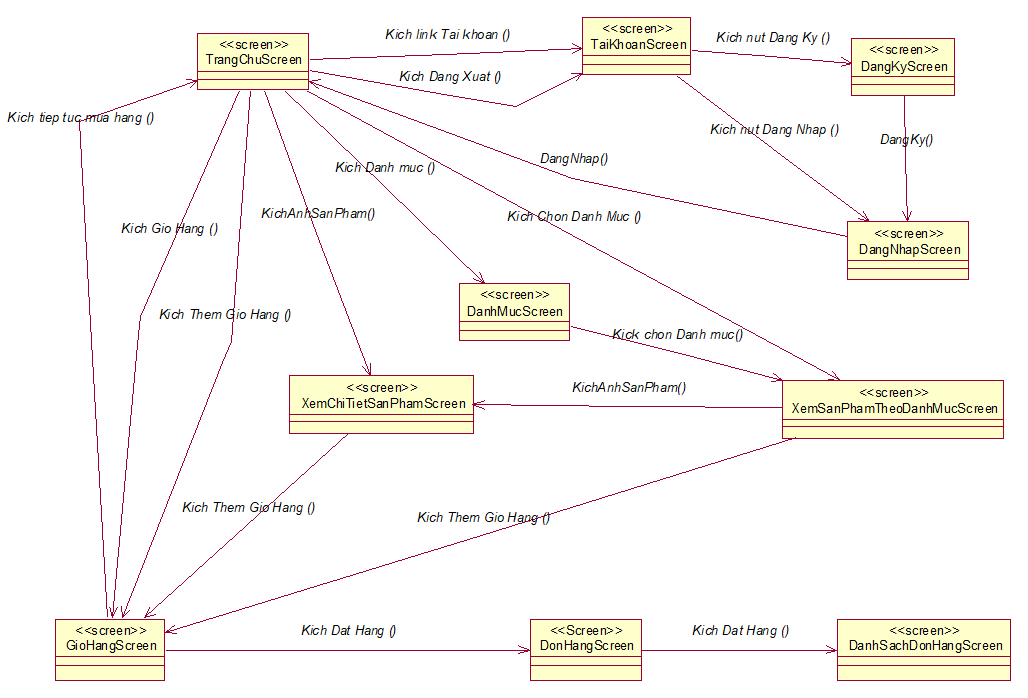 Kich link Tai khoan ()
<<screen>>
TrangChuScreen
<<screen>>
TaiKhoanScreen
Kich nut Dang Ky ()
<<screen>>
DangKyScreen
Kich Dang Xuat ()
Kich tiep tuc mua hang ()
Kich nut Dang Nhap ()
DangKy()
DangNhap()
Kich Danh muc ()
KichAnhSanPham()
Kich Chon Danh Muc ()
Kich Gio Hang ()
<<screen>>
DangNhapScreen
<<screen>>
DanhMucScreen
Kich Them Gio Hang ()
Kick chon Danh muc()
<<screen>>
XemChiTietSanPhamScreen
KichAnhSanPham()
<<screen>>
XemSanPhamTheoDanhMucScreen
Kich Them Gio Hang ()
Kich Them Gio Hang ()
<<screen>>
GioHangScreen
Kich Dat Hang ()
<<Screen>>
DonHangScreen
Kich Dat Hang ()
<<screen>>
DanhSachDonHangScreen